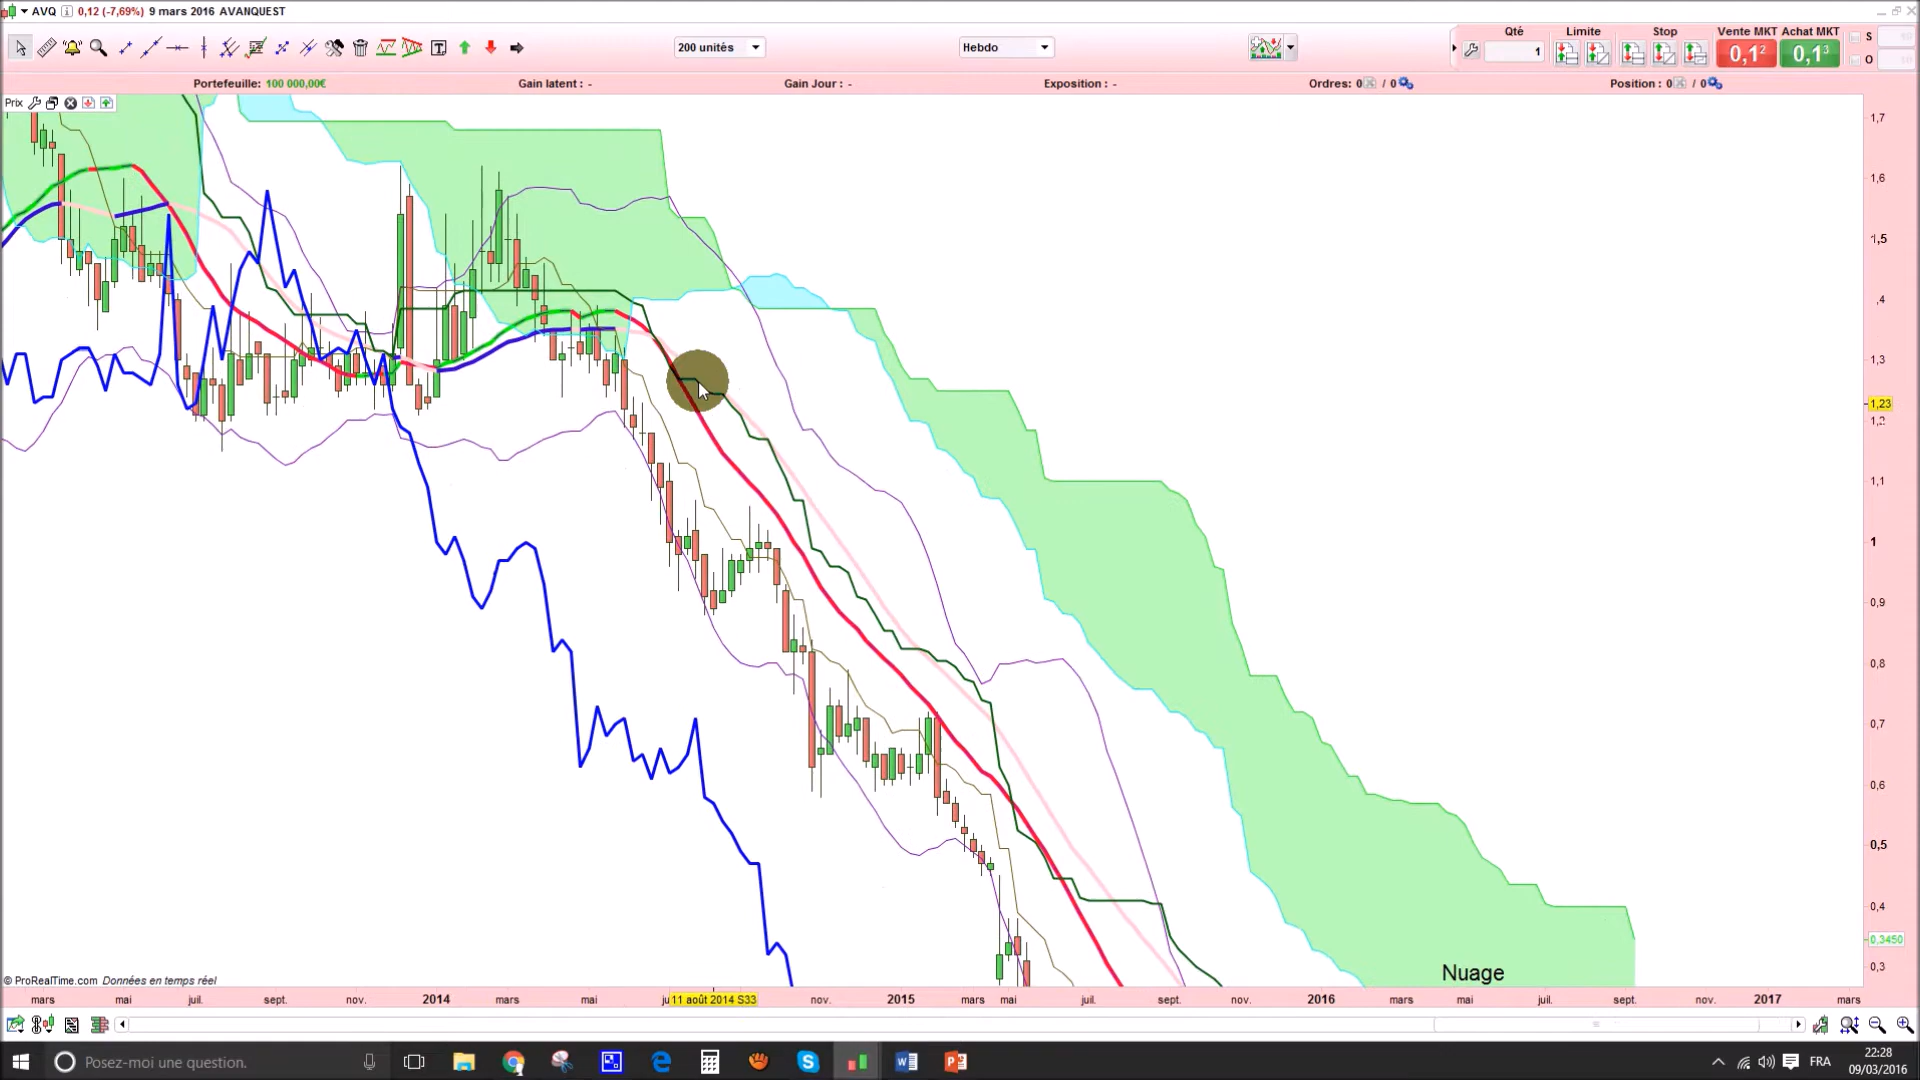 AVQ 0,12 (-7,69%) 9 mars 2016 AVANQUEST
200 unités
Hebdo
Qté Limite Stop Vente MKT Achat MKT S
1 0,1² 0,1³ O
Portefeuille: 100 000,00€ Gain latent : - Gain Jour : - Exposition : - Ordres: 0 / 0 Position : 0 / 0
Prix
1,7
1,6
1,5
,4
1,3
1,23
1,2
1,1
1
0,9
0,8
0,7
0,6
0,5
0,4
0,3450
0,3
Nuage
© ProRealTime.com Données en temps réel
mars mai juil. sept. nov. 2014 mars mai ju 11 août 2014 S33 nov. 2015 mars mai juil. sept. nov. 2016 mars mai juil. sept. nov. 2017 mars
Posez-moi une question.
FRA
22:28
09/03/2016